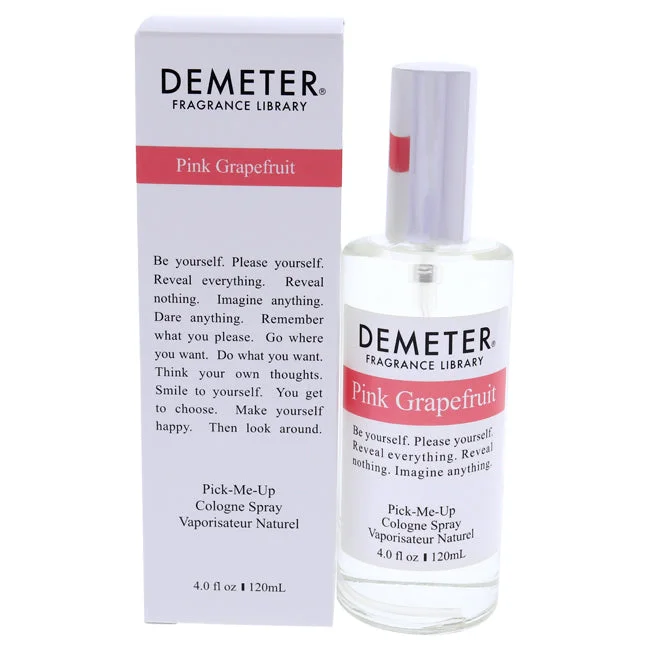 DEMETER®
FRAGRANCE LIBRARY
Pink Grapefruit
Be yourself. Please yourself.
Reveal everything. Reveal
nothing. Imagine anything.
Dare anything. Remember
what you please. Go where
you want. Do what you want.
Think your own thoughts.
Smile to yourself. You get
to choose. Make yourself
happy. Then look around.
Pick-Me-Up
Cologne Spray
Vaporisateur Naturel
4.0 fl oz ❙ 120mL
DEMETER®
FRAGRANCE LIBRARY
Pink Grapefruit
Be yourself. Please yourself.
Reveal everything. Reveal
nothing. Imagine anything.
Pick-Me-Up
Cologne Spray
Vaporisateur Naturel
4.0 fl oz ❙ 120mL